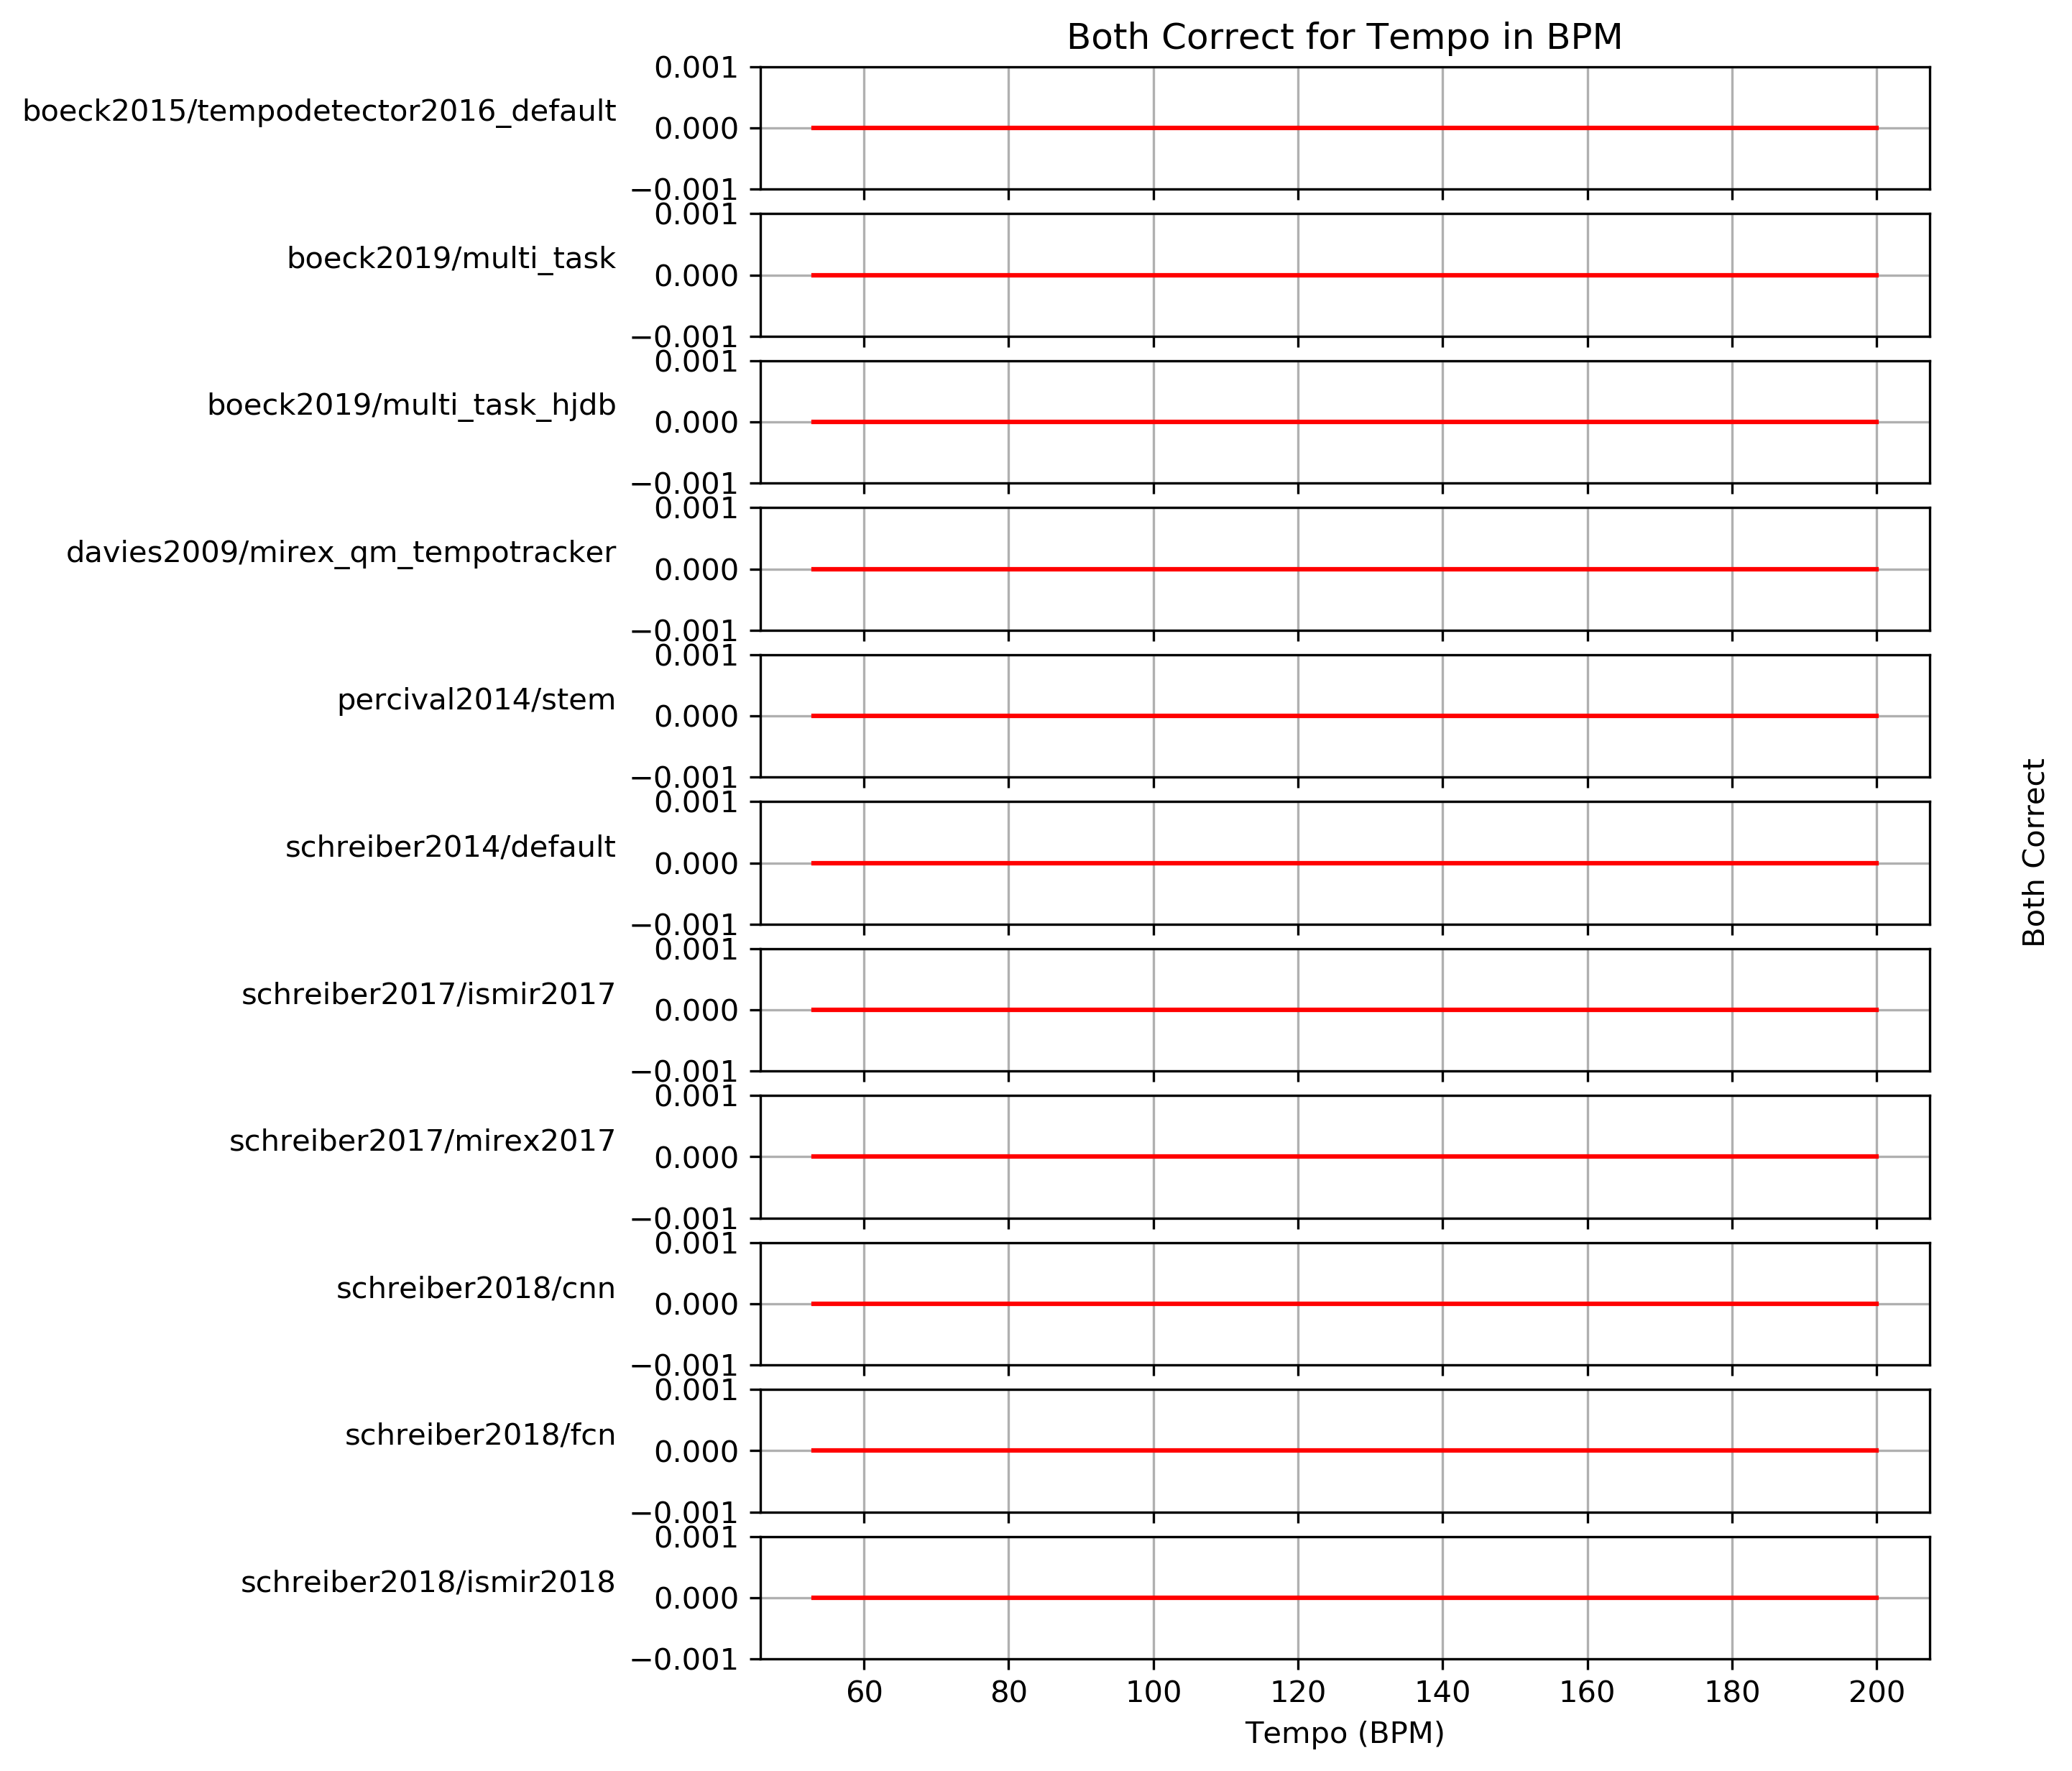 Both Correct for Tempo in BPM
boeck2015/tempodetector2016_default
0.001
0.000
−0.001
boeck2019/multi_task
0.001
0.000
−0.001
boeck2019/multi_task_hjdb
0.001
0.000
−0.001
davies2009/mirex_qm_tempotracker
0.001
0.000
−0.001
percival2014/stem
0.001
0.000
−0.001
schreiber2014/default
0.001
0.000
−0.001
schreiber2017/ismir2017
0.001
0.000
−0.001
schreiber2017/mirex2017
0.001
0.000
−0.001
schreiber2018/cnn
0.001
0.000
−0.001
schreiber2018/fcn
0.001
0.000
−0.001
schreiber2018/ismir2018
0.001
0.000
−0.001
60 80 100 120 140 160 180 200
Tempo (BPM)
Both Correct